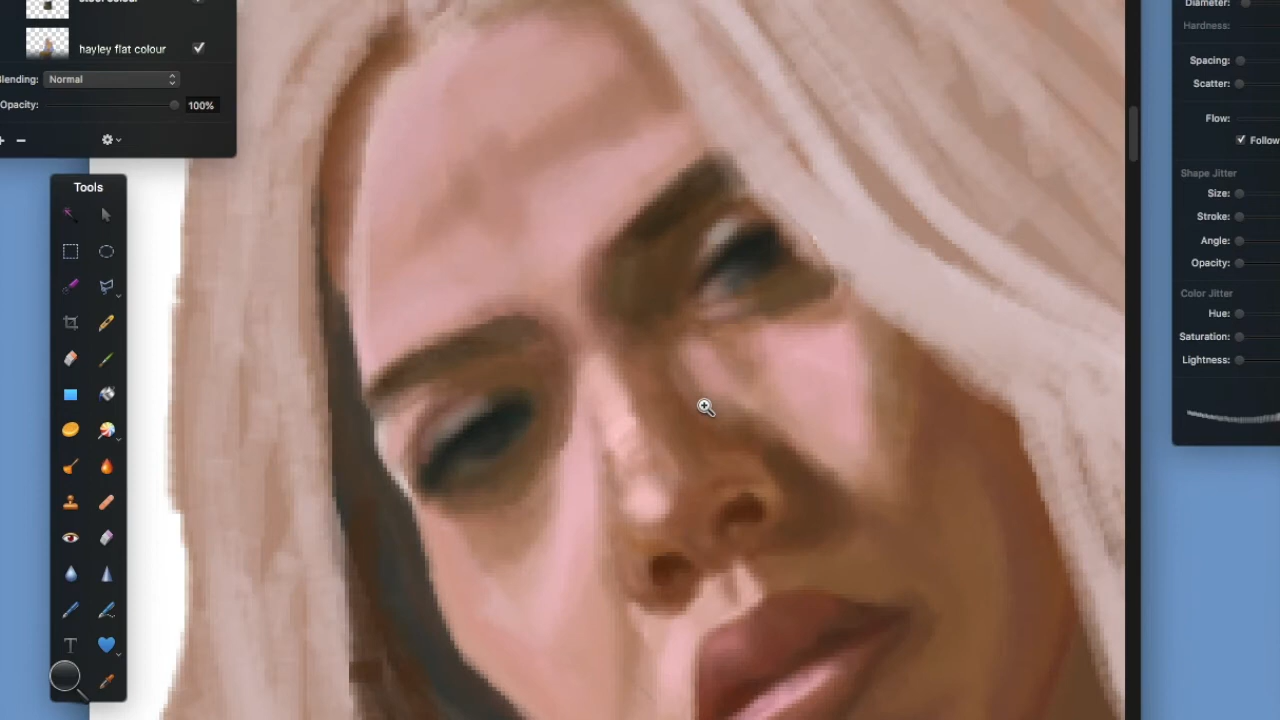 hayley flat colour
Blending: Normal
Opacity: 100%
Tools
T
Diameter:
Hardness:
Spacing:
Scatter:
Flow:
Follow
Shape Jitter
Size:
Stroke:
Angle:
Opacity:
Color Jitter
Hue:
Saturation:
Lightness: